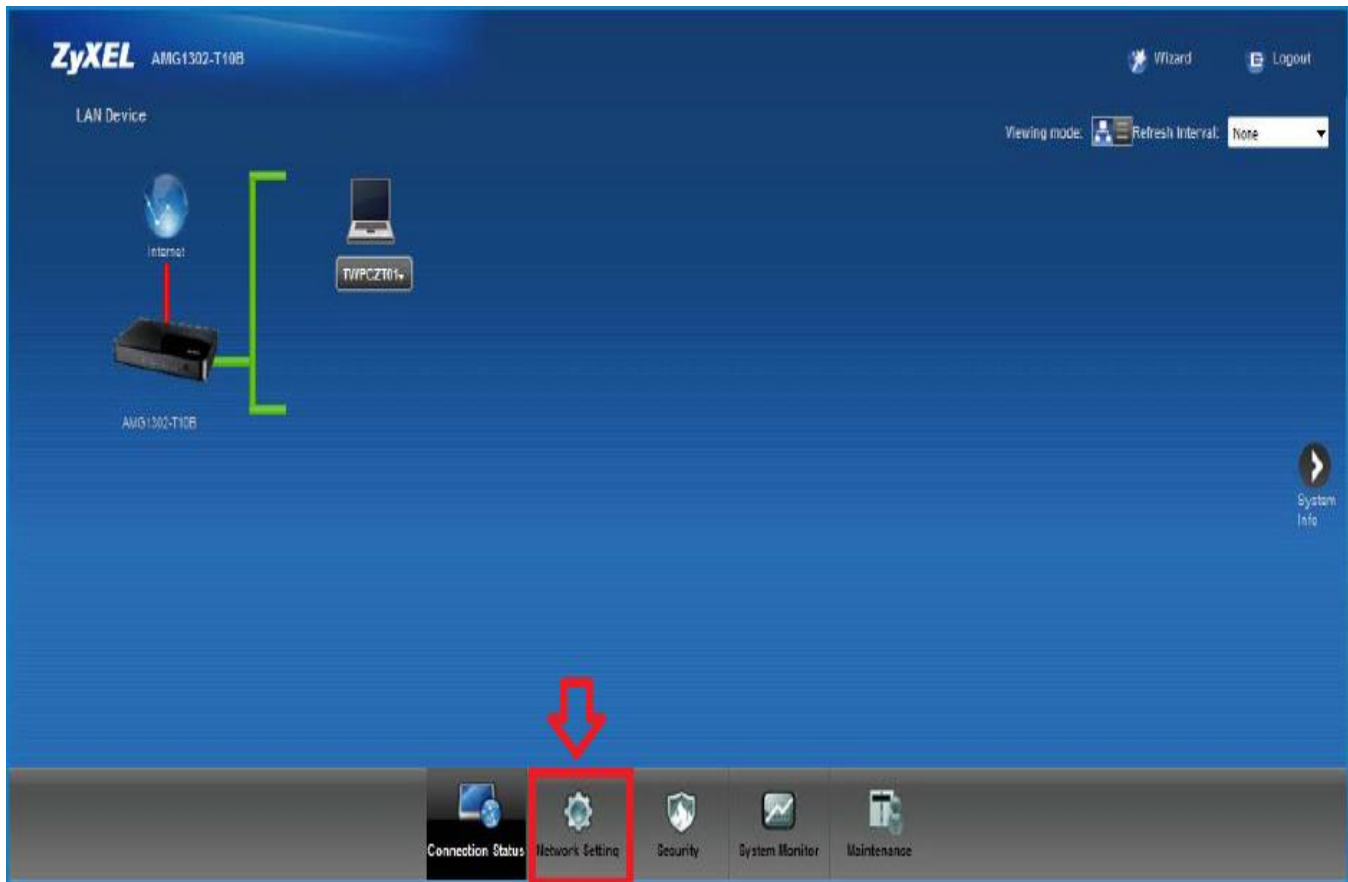 ZyXEL AMG1302-T10B
Wizard
Logout
LAN Device
Viewing mode:
Refresh Interval:
None
Internet
TWPCZT01
AMG1302-T10B
System
Info
Connection Status
Network Setting
Security
System Monitor
Maintenance